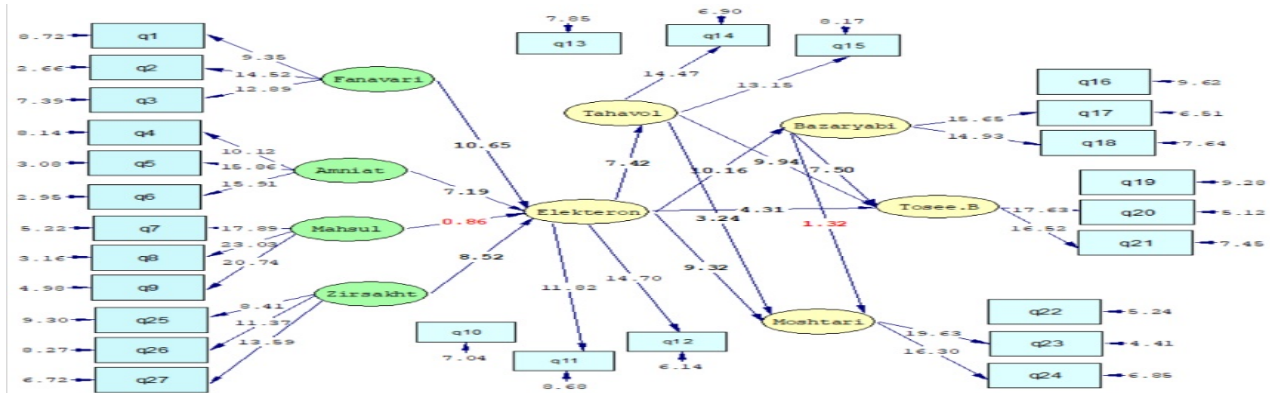 8.72 q1
2.66 q2
7.39 q3
8.14 q4
3.08 q5
2.95 q6
5.22 q7
3.16 q8
4.98 q9
9.30 q25
8.27 q26
6.72 q27
9.35
14.52
12.89
10.12
15.86
15.91
17.89
23.03
20.74
8.41
11.37
13.59
Fanavari
Amniat
Mahsul
Zirsakht
10.65
7.19
0.86
8.52
Elekteron
7.85
q13
6.90
q14
8.17
q15
14.47
13.15
Tahavol
7.42
10.16
9.94
7.50
4.31
3.24
1.32
9.32
11.82
14.70
q10
7.04
q11
8.68
q12
6.14
Bazaryabi
Tosee.B
Moshtari
15.65
14.93
17.63
16.52
19.63
16.30
q16 9.62
q17 6.51
q18 7.64
q19 9.28
q20 5.12
q21 7.45
q22 5.24
q23 4.41
q24 6.85